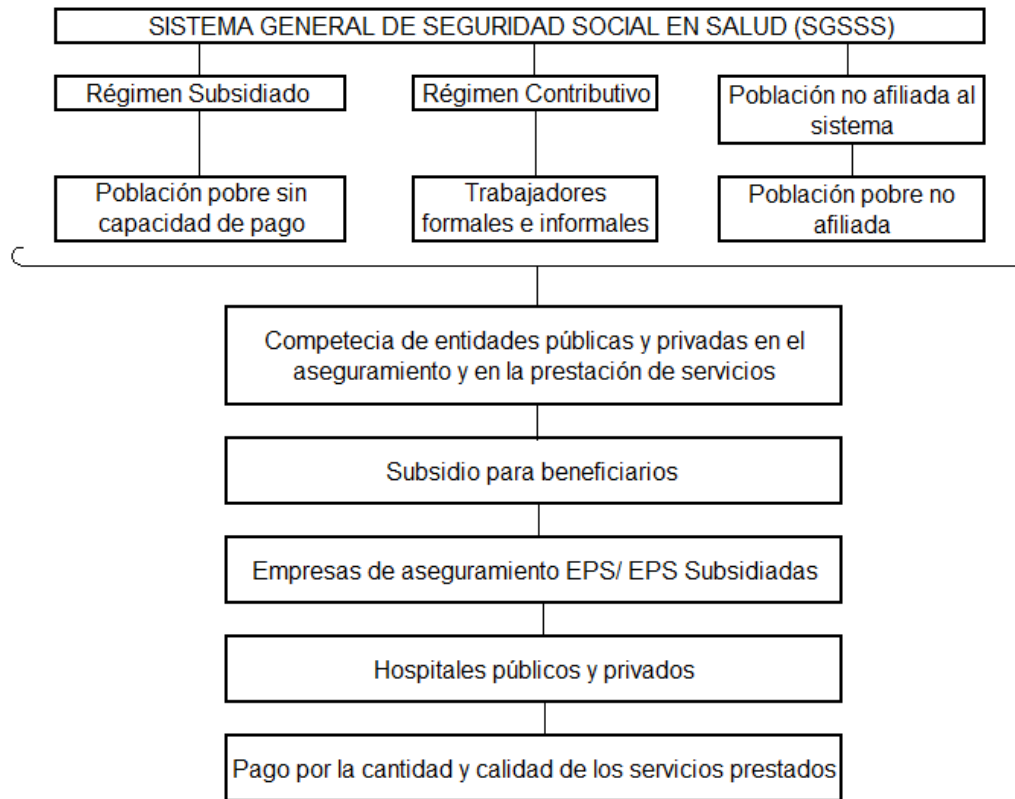 SISTEMA GENERAL DE SEGURIDAD SOCIAL EN SALUD (SGSSS)
Régimen Subsidiado
Régimen Contributivo
Población no afiliada al
sistema
Población pobre sin
capacidad de pago
Trabajadores
formales e informales
Población pobre no
afiliada
Competecia de entidades públicas y privadas en el
aseguramiento y en la prestación de servicios
Subsidio para beneficiarios
Empresas de aseguramiento EPS/ EPS Subsidiadas
Hospitales públicos y privados
Pago por la cantidad y calidad de los servicios prestados